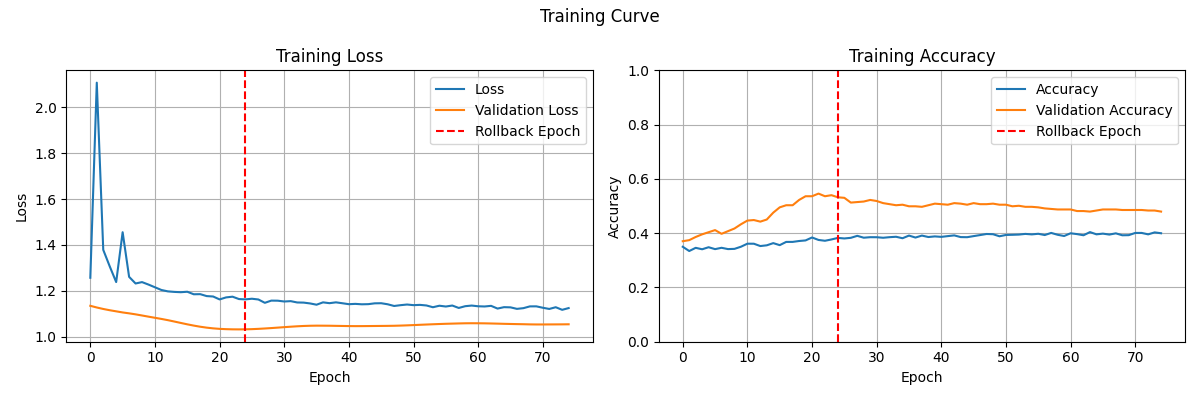 Training Curve
Training Loss
2.0
1.8
1.6
1.4
1.2
1.0
Loss
0 10 20 30 40 50 60 70
Epoch
Loss
Validation Loss
Rollback Epoch
Training Accuracy
1.0
0.8
0.6
0.4
0.2
0.0
Accuracy
0 10 20 30 40 50 60 70
Epoch
Accuracy
Validation Accuracy
Rollback Epoch